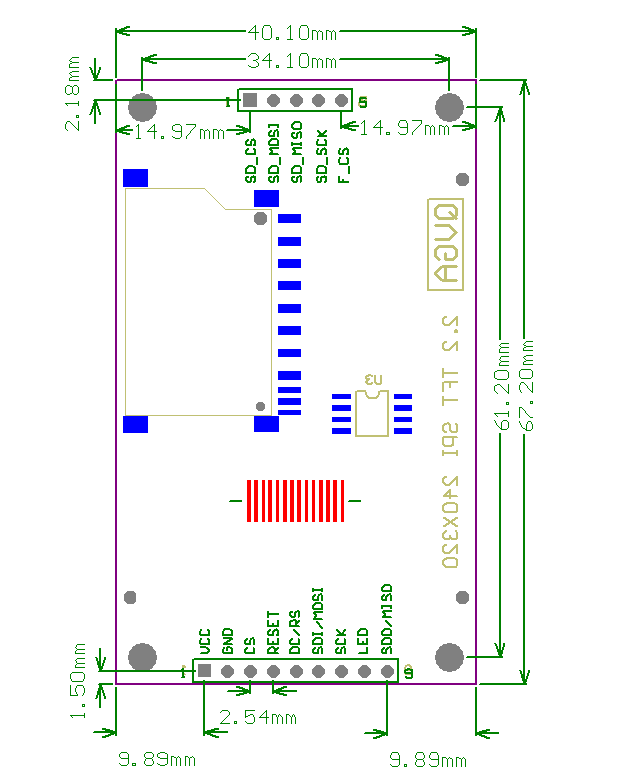 40.10mm
34.10mm
2.18mm
14.97mm
14.97mm
1
5
SD_CS
SD_MOSI
SD_MISO
SD_SCK
F_CS
QVGA
2.2 TFT SPI 240X320
U3
61.20mm
67.20mm
VCC
GND
CS
RESET
DC/RS
SDI/MOSI
SCK
LED
SDO/MISO
1
9
1.50mm
2.54mm
9.89mm
9.89mm